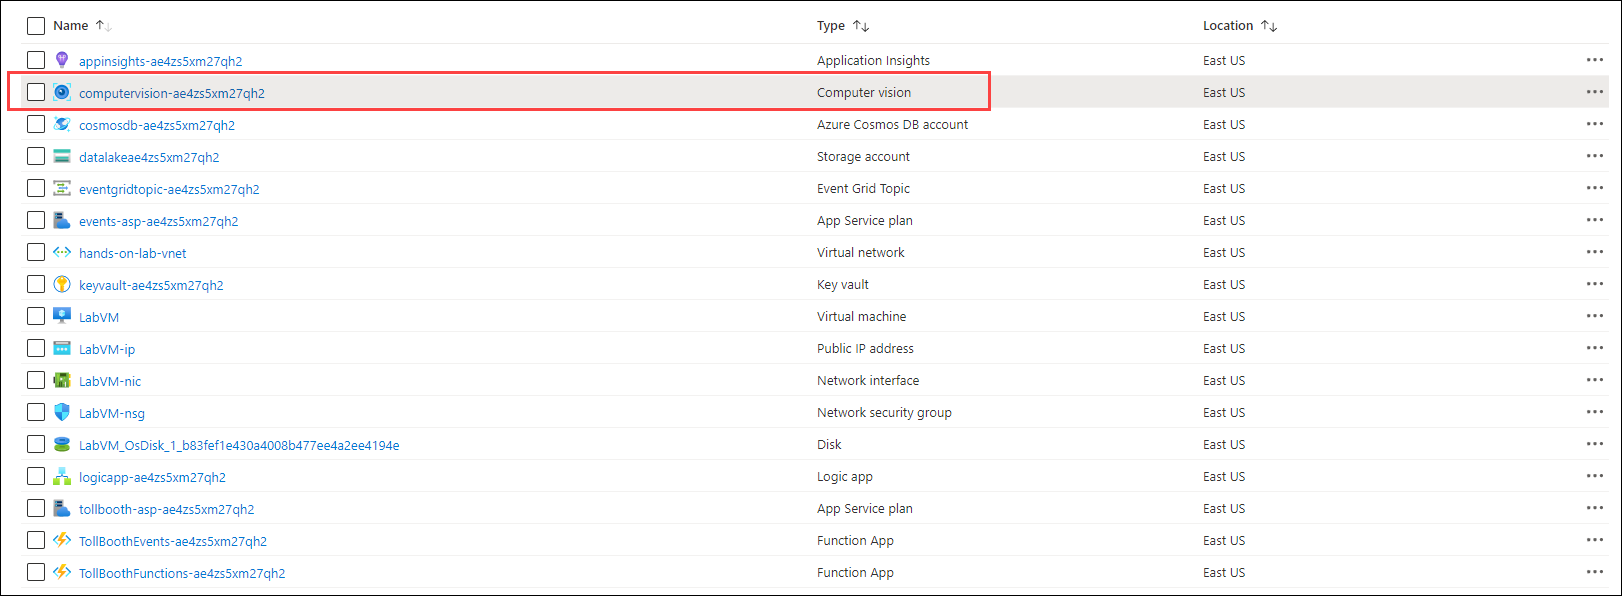 Name Type Location
appinsights-ae4zs5xm27qh2 Application Insights East US
computervision-ae4zs5xm27qh2 Computer vision East US
cosmosdb-ae4zs5xm27qh2 Azure Cosmos DB account East US
datalakeae4zs5xm27qh2 Storage account East US
eventgridtopic-ae4zs5xm27qh2 Event Grid Topic East US
events-asp-ae4zs5xm27qh2 App Service plan East US
hands-on-lab-vnet Virtual network East US
keyvault-ae4zs5xm27qh2 Key vault East US
LabVM Virtual machine East US
LabVM-ip Public IP address East US
LabVM-nic Network interface East US
LabVM-nsg Network security group East US
LabVM_OsDisk_1_b83fef1e430a4008b477ee4a2ee4194e Disk East US
logicapp-ae4zs5xm27qh2 Logic app East US
tollbooth-asp-ae4zs5xm27qh2 App Service plan East US
TollBoothEvents-ae4zs5xm27qh2 Function App East US
TollBoothFunctions-ae4zs5xm27qh2 Function App East US